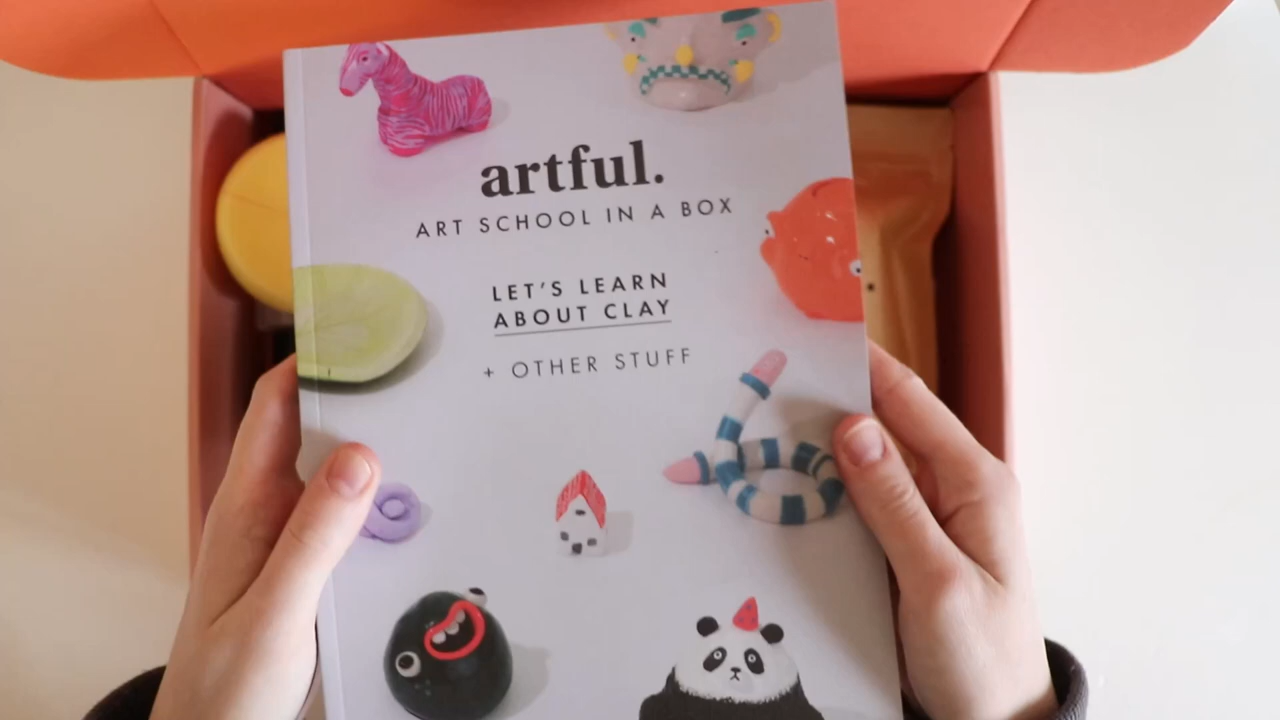 artful.
ART SCHOOL IN A BOX
LET'S LEARN
ABOUT CLAY
+ OTHER STUFF